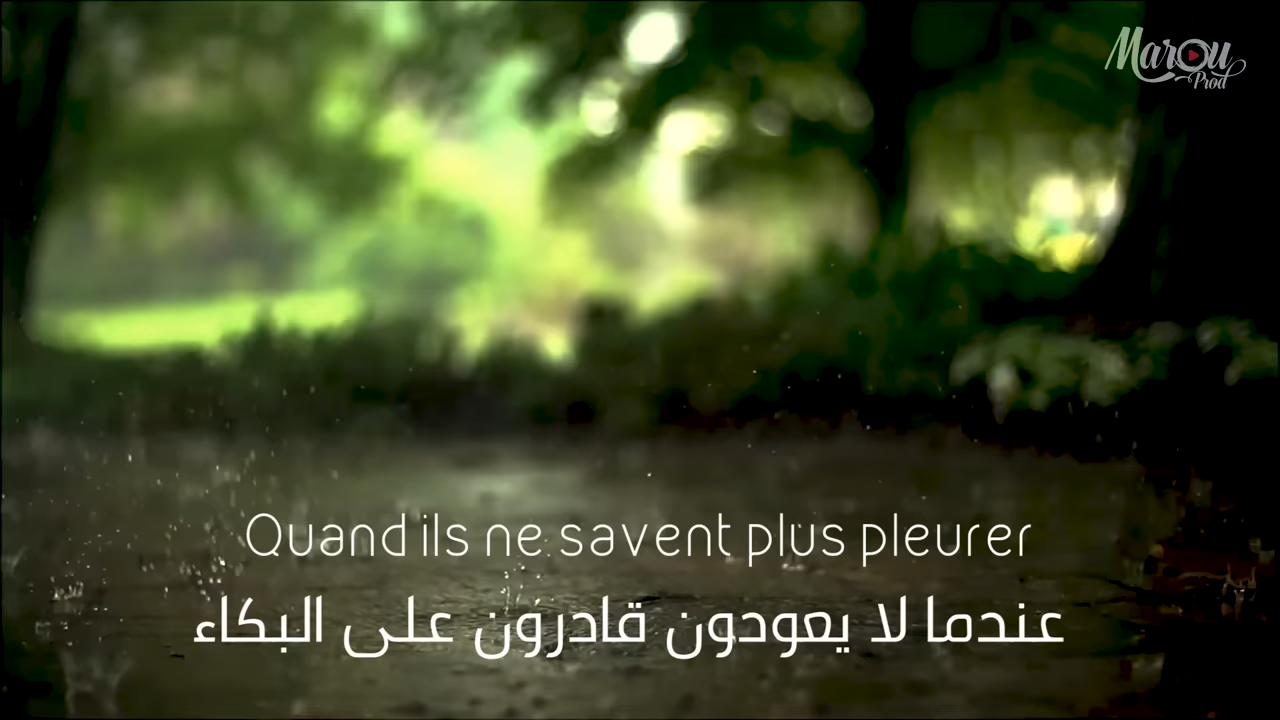 Marou
Prod
Quand ils ne savent plus pleurer
عندما لا يعودون قادرون على البكاء